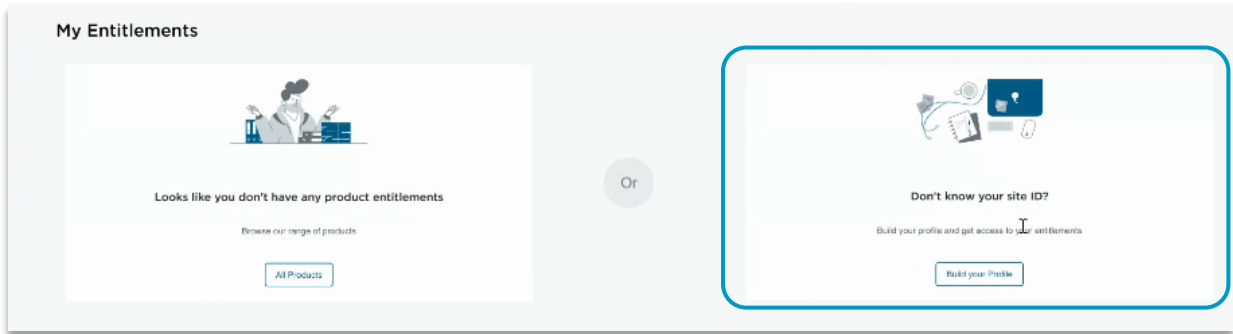 My Entitlements
Looks like you don't have any product entitlements
Browse our range of products
All Products
Or
Don't know your site ID?
Build your profile and get access to your entitlements
Build your Profile